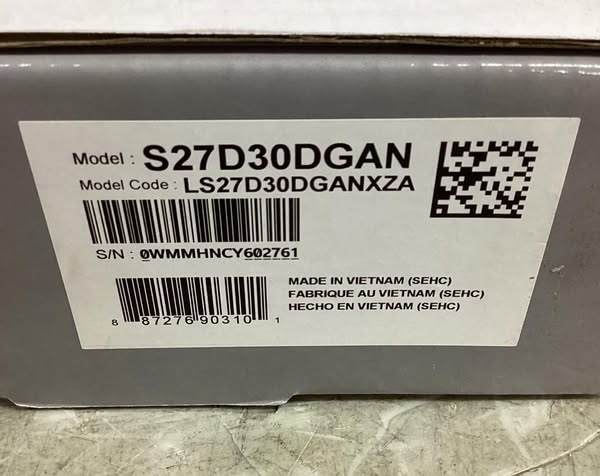 Model : S27D30DGAN
Model Code : LS27D30DGANXZA
S/N : 0WMMHNCY602761
MADE IN VIETNAM (SEHC)
FABRIQUE AU VIETNAM (SEHC)
HECHO EN VIETNAM (SEHC)
8 87276 90310 1